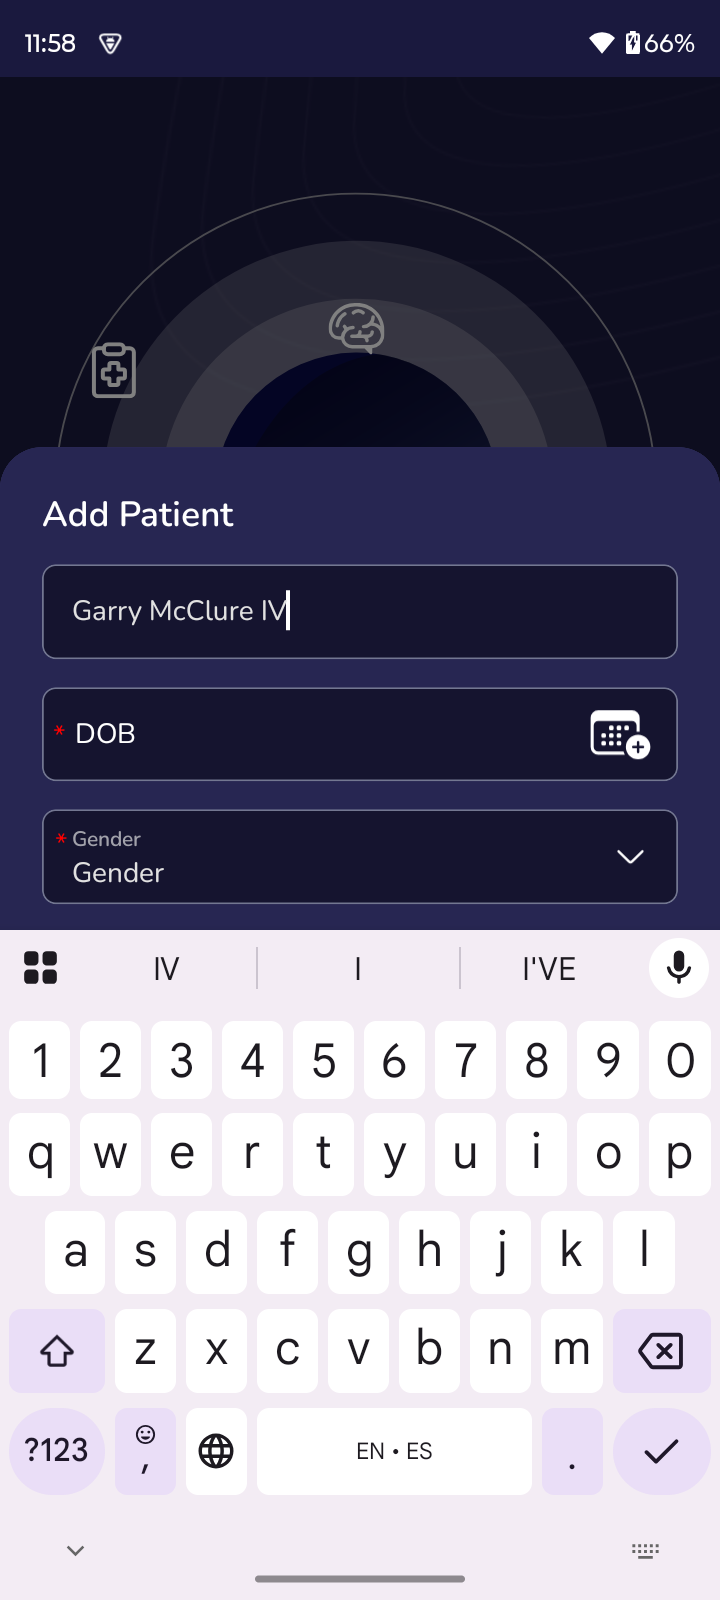 11:58
66%
Add Patient
Garry McClure IV
* DOB
* Gender
Gender
IV I I'VE
1 2 3 4 5 6 7 8 9 0
q w e r t y u i o p
a s d f g h j k l
z x c v b n m
?123 , EN • ES .